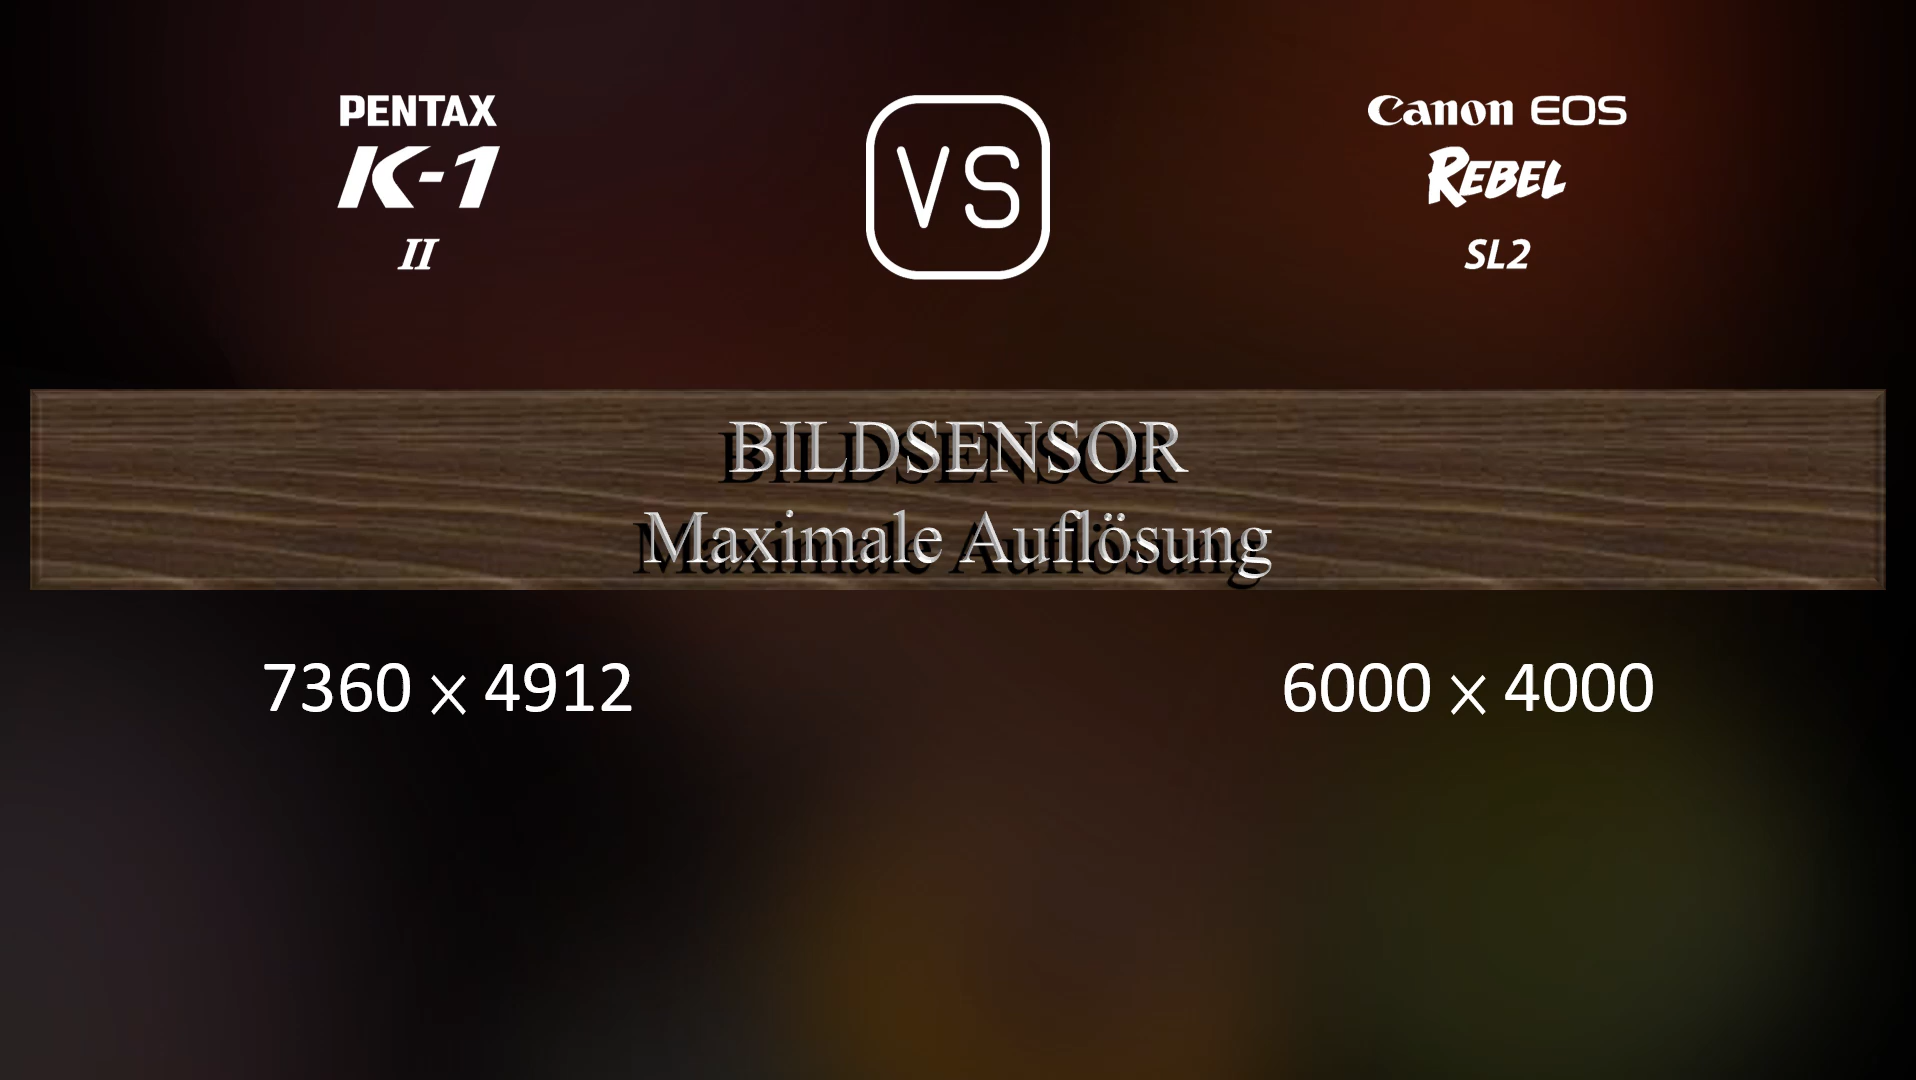 PENTAX
K-1
II
VS
Canon EOS
REBEL
SL2
BILDSENSOR
Maximale Auflösung
7360 x 4912
6000 x 4000